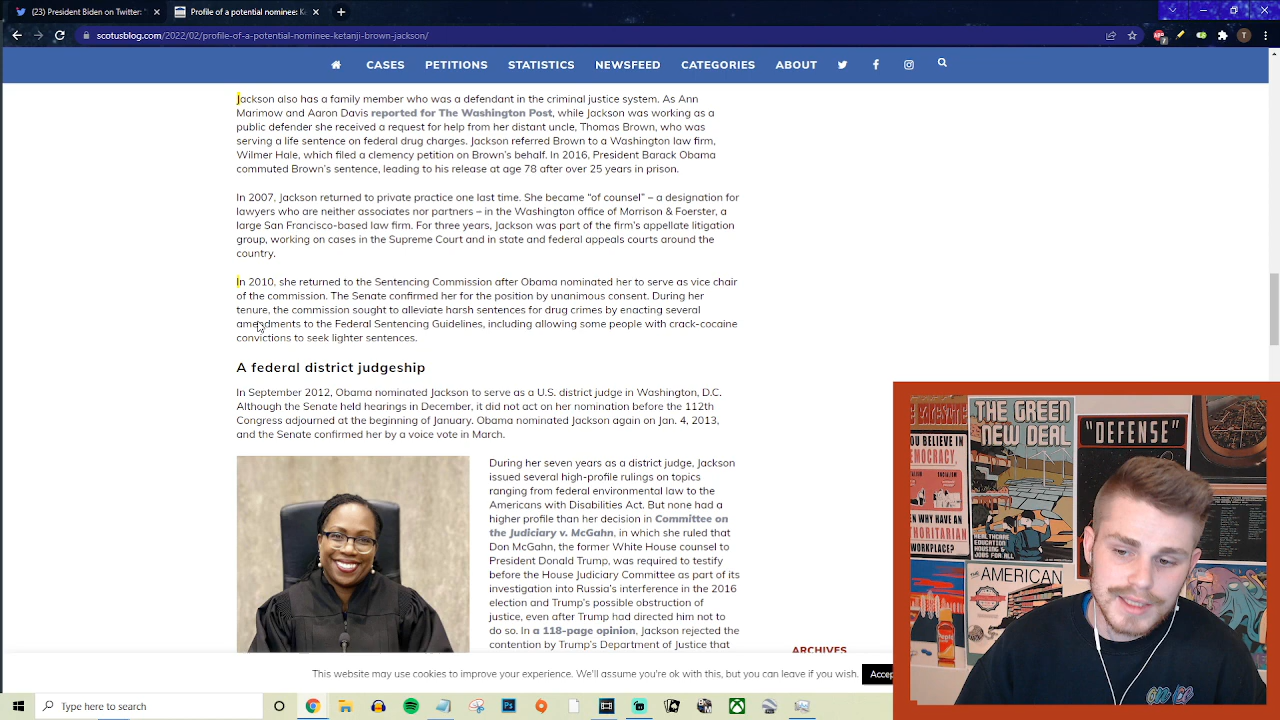 (23) President Biden on Twitter: "
Profile of a potential nominee: Ke
scotusblog.com/2022/02/profile-of-a-potential-nominee-ketanji-brown-jackson/
CASES PETITIONS STATISTICS NEWSFEED CATEGORIES ABOUT
Jackson also has a family member who was a defendant in the criminal justice system. As Ann
Marimow and Aaron Davis reported for The Washington Post, while Jackson was working as a
public defender she received a request for help from her distant uncle, Thomas Brown, who was
serving a life sentence on federal drug charges. Jackson referred Brown to a Washington law firm,
Wilmer Hale, which filed a clemency petition on Brown's behalf. In 2016, President Barack Obama
commuted Brown's sentence, leading to his release at age 78 after over 25 years in prison.
In 2007, Jackson returned to private practice one last time. She became "of counsel" – a designation for
lawyers who are neither associates nor partners – in the Washington office of Morrison & Foerster, a
large San Francisco-based law firm. For three years, Jackson was part of the firm's appellate litigation
group, working on cases in the Supreme Court and in state and federal appeals courts around the
country.
In 2010, she returned to the Sentencing Commission after Obama nominated her to serve as vice chair
of the commission. The Senate confirmed her for the position by unanimous consent. During her
tenure, the commission sought to alleviate harsh sentences for drug crimes by enacting several
amendments to the Federal Sentencing Guidelines, including allowing some people with crack-cocaine
convictions to seek lighter sentences.
A federal district judgeship
In September 2012, Obama nominated Jackson to serve as a U.S. district judge in Washington, D.C.
Although the Senate held hearings in December, it did not act on her nomination before the 112th
Congress adjourned at the beginning of January. Obama nominated Jackson again on Jan. 4, 2013,
and the Senate confirmed her by a voice vote in March.
During her seven years as a district judge, Jackson
issued several high-profile rulings on topics
ranging from federal environmental law to the
Americans with Disabilities Act. But none had a
higher profile than her decision in Committee on
the Judiciary v. McGahn, in which she ruled that
Don McGahn, the former White House counsel to
President Donald Trump, was required to testify
before the House Judiciary Committee as part of its
investigation into Russia's interference in the 2016
election and Trump's possible obstruction of
justice, even after Trump had directed him not to
do so. In a 118-page opinion, Jackson rejected the
contention by Trump's Department of Justice that
ARCHIVES
This website may use cookies to improve your experience. We'll assume you're ok with this, but you can leave if you wish.
Accep
Type here to search
OU BELIEVE IN
EMOCRACY,
EN WHY HAVE AN
THORITARIAN
WORKPLACE?
THE GREEN
NEW DEAL
HEALTHCARE
EDUCATION
HOUSING &
JOBS FOR ALL
"DEFENSE"
THE AMERICAN